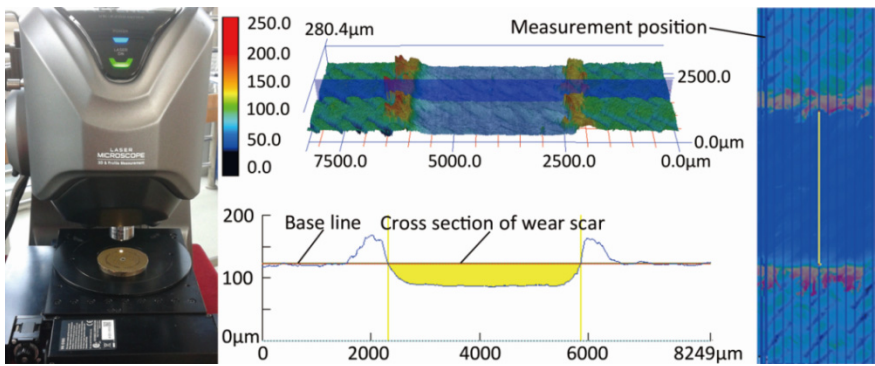 LASER
MICROSCOPE
250.0
200.0
150.0
100.0
50.0
0.0
280.4μm
2500.0
0.0μm
7500.0
5000.0
2500.0
0.0μm
Measurement position
200
100
0μm
Base line
Cross section of wear scar
0
2000
4000
6000
8249μm